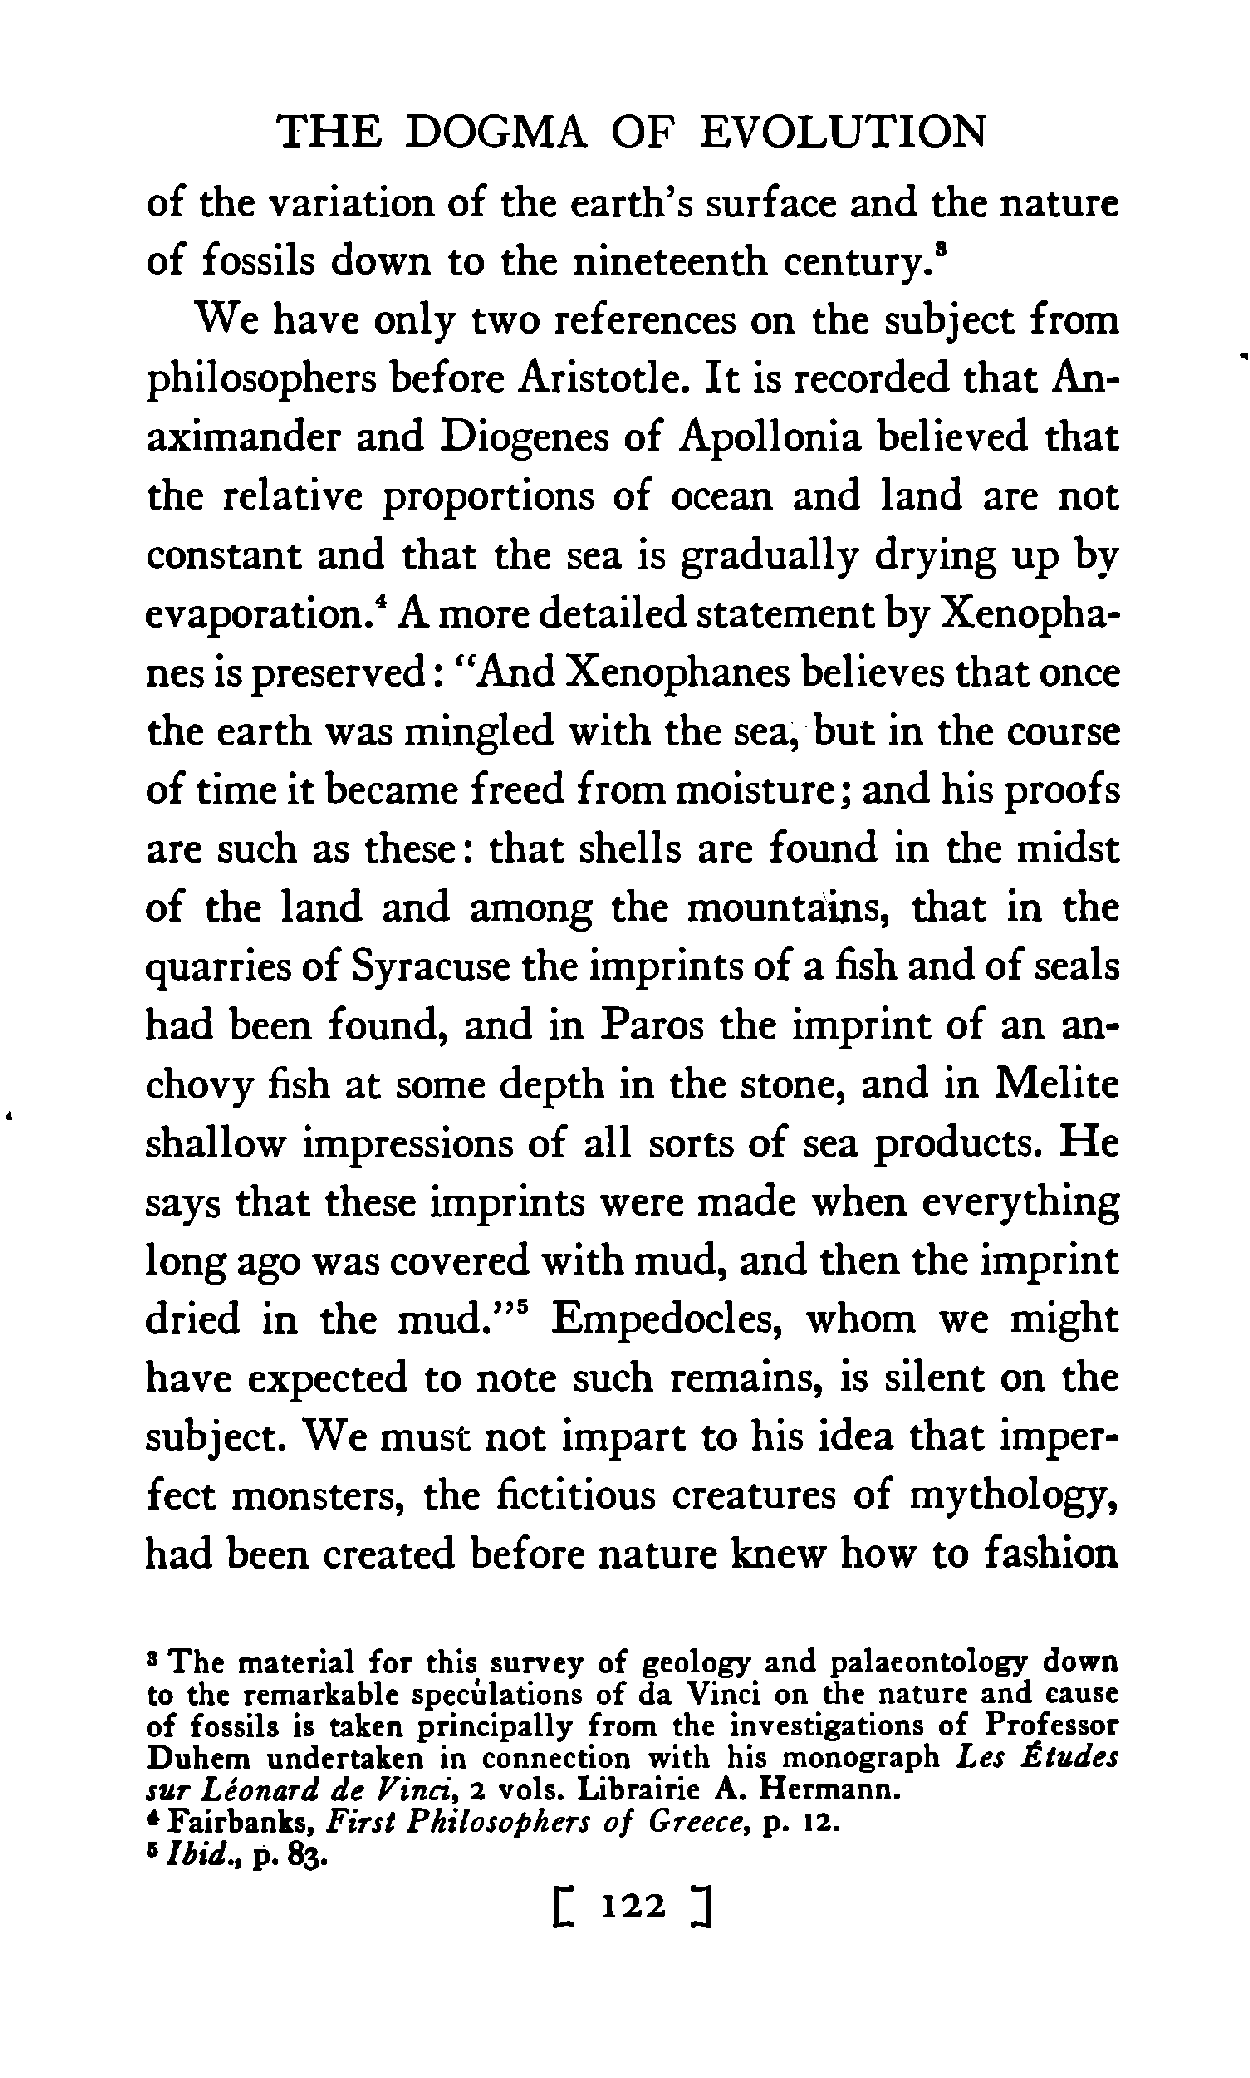 THE DOGMA OF EVOLUTION
of the variation of the earth's surface and the nature
of fossils down to the nineteenth century.³
We have only two references on the subject from
philosophers before Aristotle. It is recorded that An-
aximander and Diogenes of Apollonia believed that
the relative proportions of ocean and land are not
constant and that the sea is gradually drying up by
evaporation.⁴ A more detailed statement by Xenopha-
nes is preserved: "And Xenophanes believes that once
the earth was mingled with the sea, but in the course
of time it became freed from moisture; and his proofs
are such as these: that shells are found in the midst
of the land and among the mountains, that in the
quarries of Syracuse the imprints of a fish and of seals
had been found, and in Paros the imprint of an an-
chovy fish at some depth in the stone, and in Melite
shallow impressions of all sorts of sea products. He
says that these imprints were made when everything
long ago was covered with mud, and then the imprint
dried in the mud."⁵ Empedocles, whom we might
have expected to note such remains, is silent on the
subject. We must not impart to his idea that imper-
fect monsters, the fictitious creatures of mythology,
had been created before nature knew how to fashion
³ The material for this survey of geology and palaeontology down
to the remarkable speculations of da Vinci on the nature and cause
of fossils is taken principally from the investigations of Professor
Duhem undertaken in connection with his monograph Les Études
sur Léonard de Vinci, 2 vols. Librairie A. Hermann.
⁴ Fairbanks, First Philosophers of Greece, p. 12.
⁵ Ibid., p. 83.
[ 122 ]